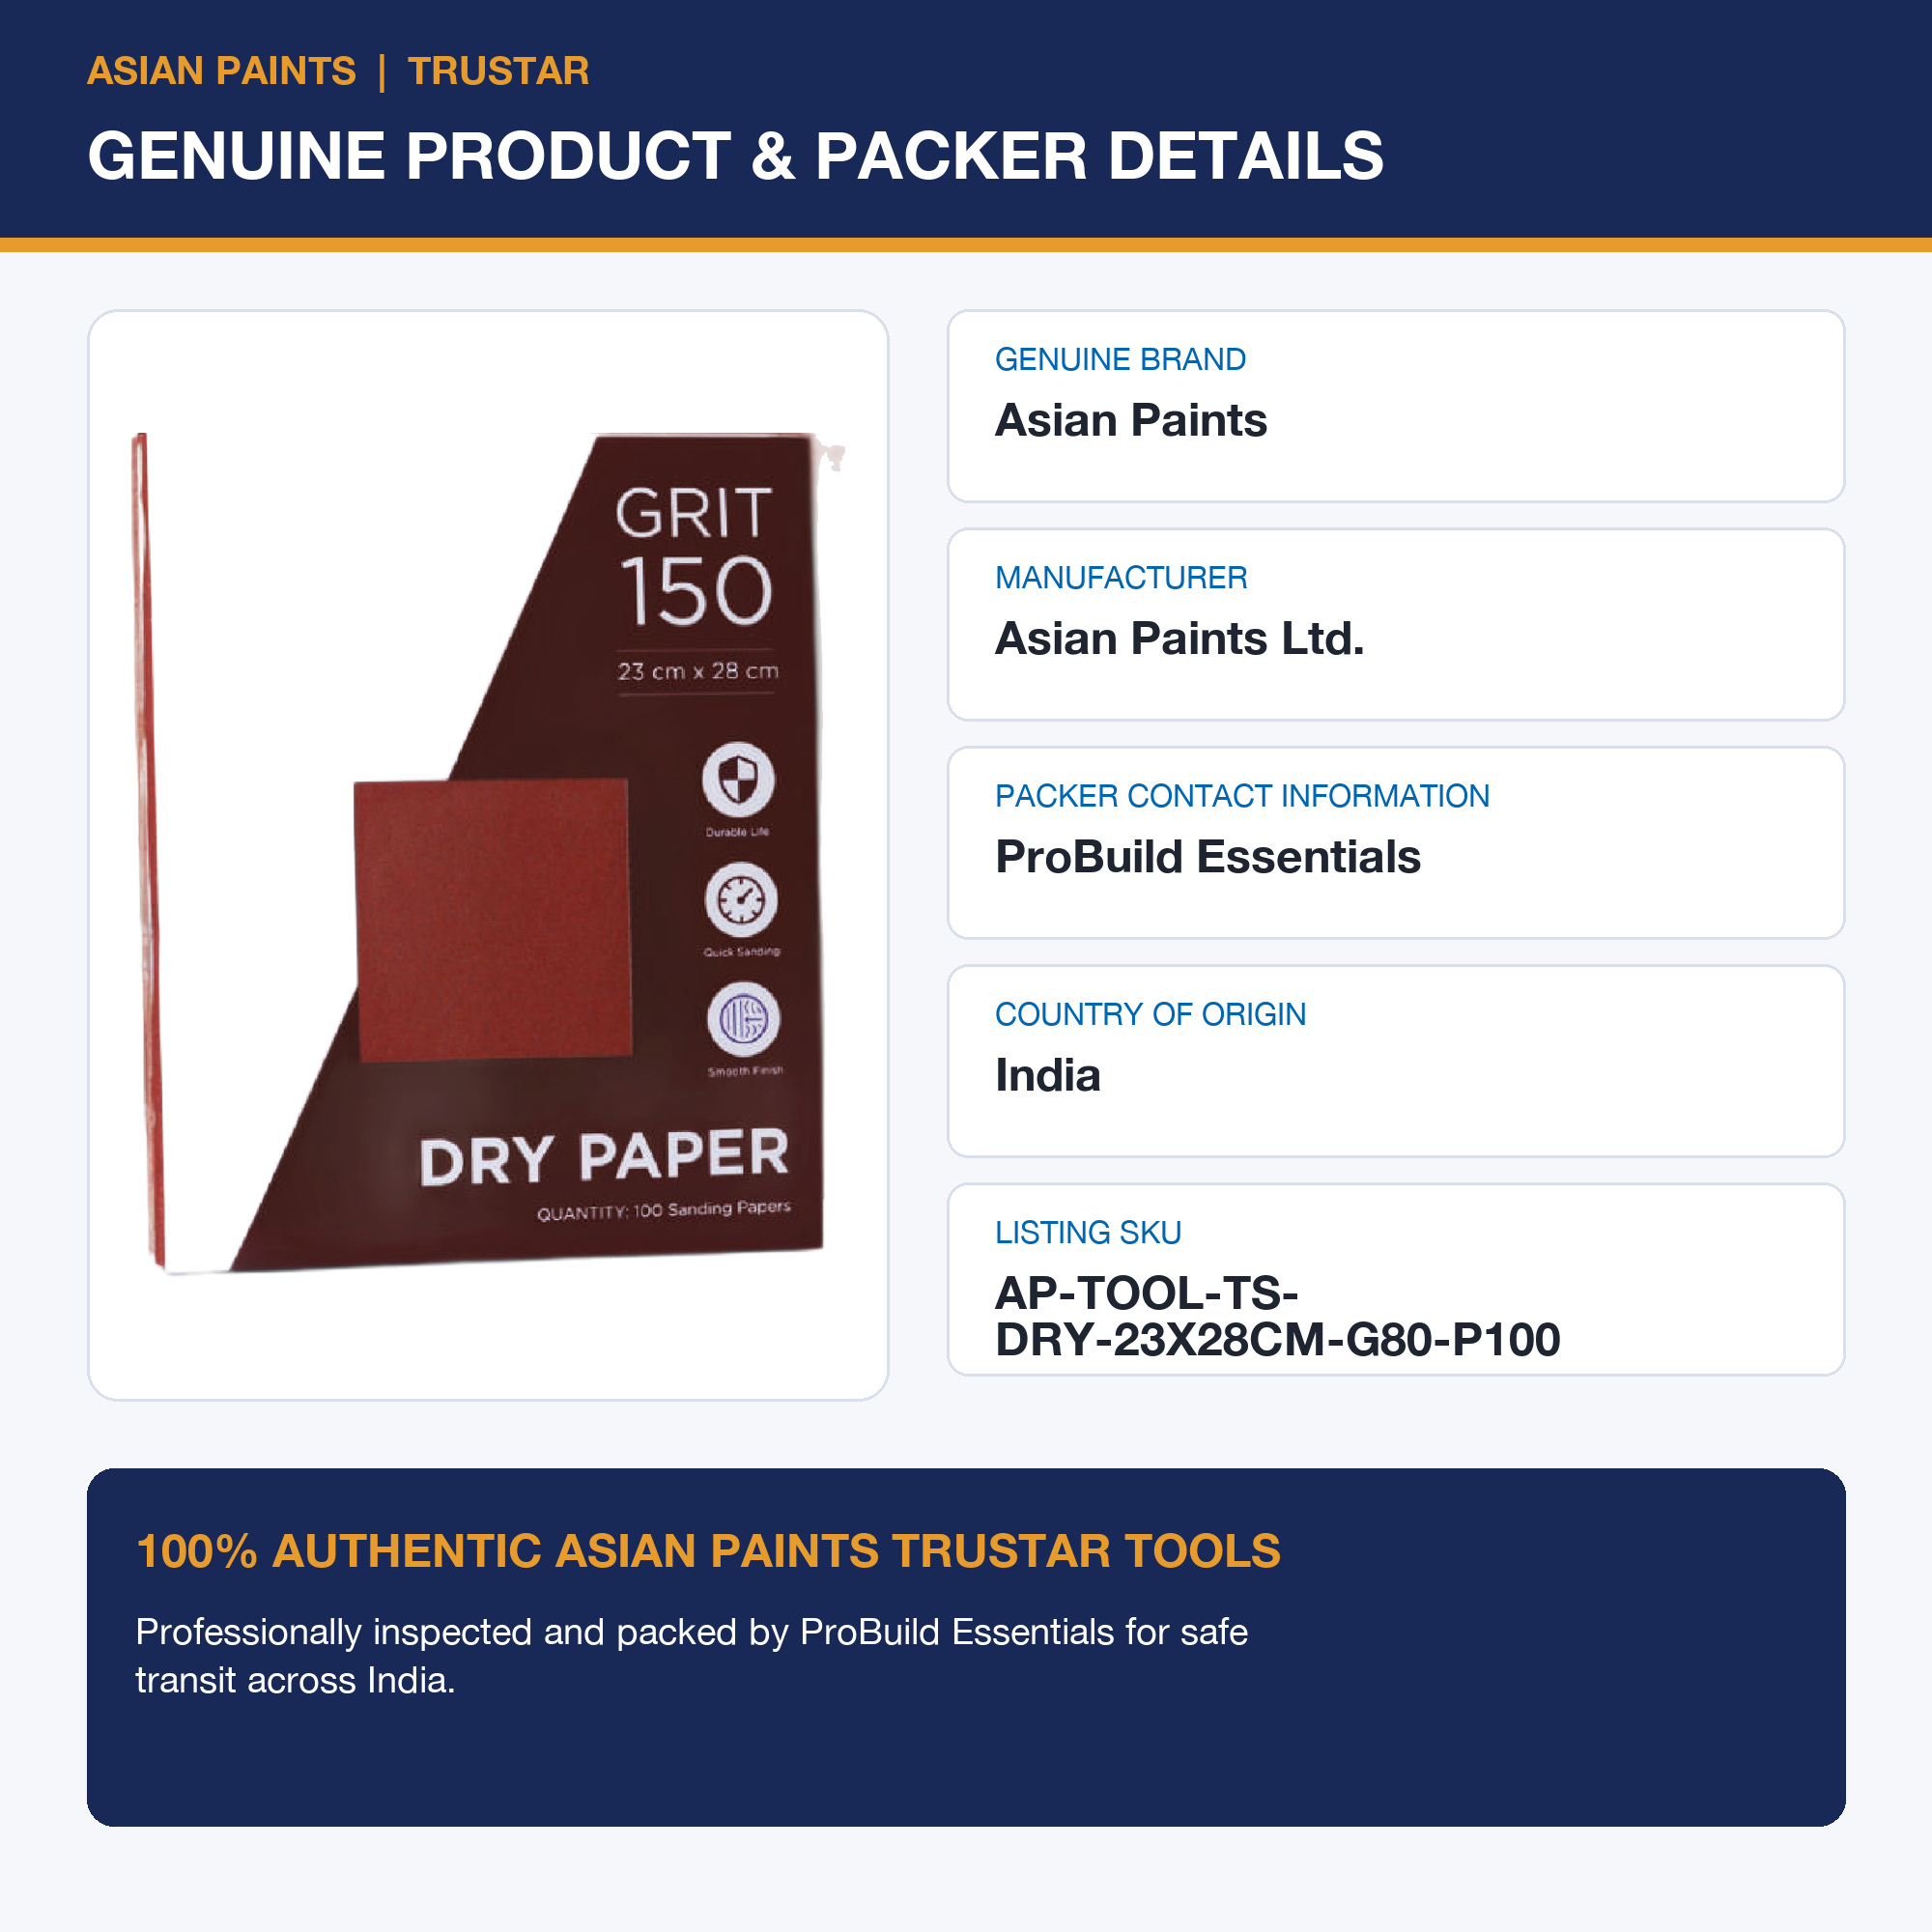 ASIAN PAINTS | TRUSTAR
GENUINE PRODUCT & PACKER DETAILS
GRIT
150
23 cm x 28 cm
Durable Life
Quick Sanding
Smooth Finish
DRY PAPER
QUANTITY: 100 Sanding Papers
GENUINE BRAND
Asian Paints
MANUFACTURER
Asian Paints Ltd.
PACKER CONTACT INFORMATION
ProBuild Essentials
COUNTRY OF ORIGIN
India
LISTING SKU
AP-TOOL-TS-
DRY-23X28CM-G80-P100
100% AUTHENTIC ASIAN PAINTS TRUSTAR TOOLS
Professionally inspected and packed by ProBuild Essentials for safe
transit across India.